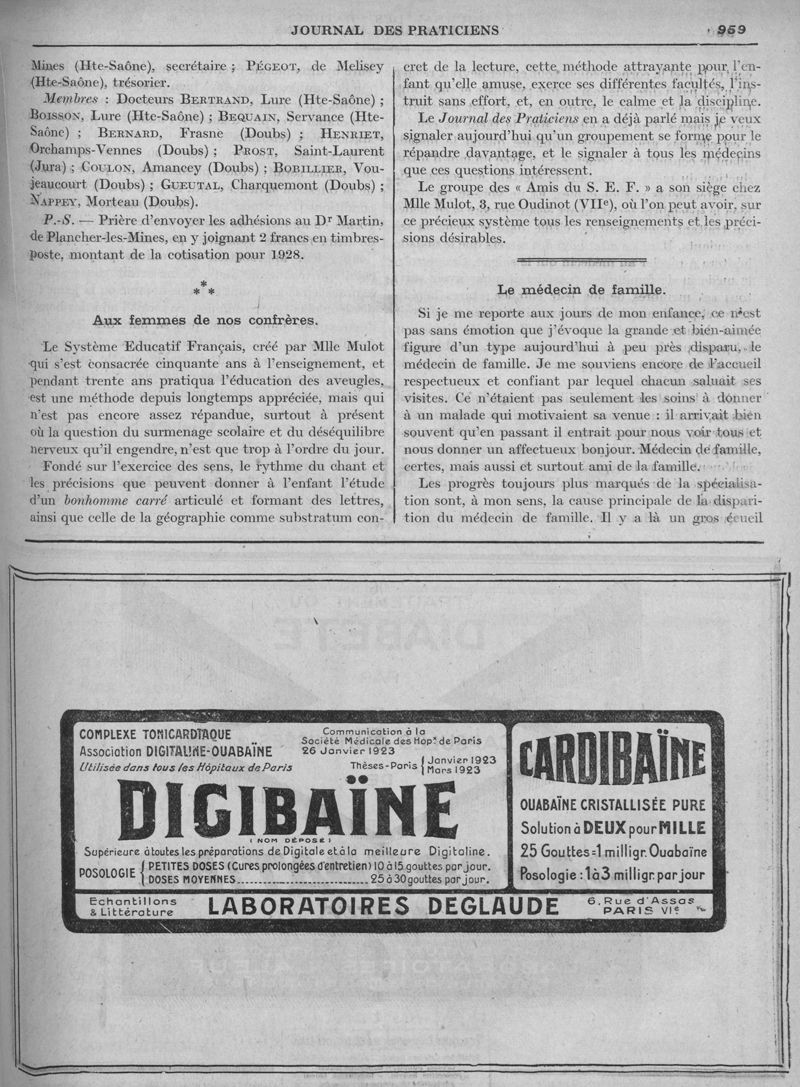 JOURNAL DES PRATICIENS
959
Mines (Hte-Saône), secrétaire ; PÉGEOT, de Melisey
(Hte-Saône), trésorier.
Membres : Docteurs BERTRAND, Lure (Hte-Saône) ;
BOISSON, Lure (Hte-Saône) ; BEQUAIN, Servance (Hte-
Saône) ; BERNARD, Frasne (Doubs) ; HENRIET,
Orchamps-Vennes (Doubs) ; PROST, Saint-Laurent
(Jura) ; COULON, Amancey (Doubs) ; BOBILLIER, Vou-
jeaucourt (Doubs) ; GUEUTAL, Charquemont (Doubs) ;
NAPPEY, Morteau (Doubs).
P.-S. — Prière d'envoyer les adhésions au Dr Martin,
de Plancher-les-Mines, en y joignant 2 francs en timbres-
poste, montant de la cotisation pour 1928.
***
Aux femmes de nos confrères.
Le Système Educatif Français, créé par Mlle Mulot
qui s'est consacrée cinquante ans à l'enseignement, et
pendant trente ans pratiqua l'éducation des aveugles,
est une méthode depuis longtemps appréciée, mais qui
n'est pas encore assez répandue, surtout à présent
où la question du surmenage scolaire et du déséquilibre
nerveux qu'il engendre, n'est que trop à l'ordre du jour.
Fondé sur l'exercice des sens, le rythme du chant et
les précisions que peuvent donner à l'enfant l'étude
d'un bonhomme carré articulé et formant des lettres,
ainsi que celle de la géographie comme substratum con-
cret de la lecture, cette méthode attrayante pour l'en-
fant qu'elle amuse, exerce ses différentes facultés, l'ins-
truit sans effort, et, en outre, le calme et la discipline.
Le Journal des Praticiens en a déjà parlé mais je veux
signaler aujourd'hui qu'un groupement se forme pour le
répandre davantage, et le signaler à tous les médecins
que ces questions intéressent.
Le groupe des « Amis du S. E. F. » a son siège chez
Mlle Mulot, 3, rue Oudinot (VIIe), où l'on peut avoir, sur
ce précieux système tous les renseignements et les préci-
sions désirables.
Le médecin de famille.
Si je me reporte aux jours de mon enfance, ce n'est
pas sans émotion que j'évoque la grande et bien-aimée
figure d'un type aujourd'hui à peu près disparu, le
médecin de famille. Je me souviens encore de l'accueil
respectueux et confiant par lequel chacun saluait ses
visites. Ce n'étaient pas seulement les soins à donner
à un malade qui motivaient sa venue : il arrivait bien
souvent qu'en passant il entrait pour nous voir tous et
nous donner un affectueux bonjour. Médecin de famille,
certes, mais aussi et surtout ami de la famille.
Les progrès toujours plus marqués de la spécialisa-
tion sont, à mon sens, la cause principale de la dispari-
tion du médecin de famille. Il y a là un gros écueil
COMPLEXE TONICARDIAQUE
Association DIGITALINE-OUABAÏNE
Utilisée dans tous les Hôpitaux de Paris
Communication à la
Société Médicale des Hopx de Paris
26 Janvier 1923
Thèses-Paris { Janvier 1923
Mars 1923
DIGIBAÏNE
(NOM DÉPOSÉ)
Supérieure à toutes les préparations de Digitale et à la meilleure Digitaline.
POSOLOGIE { PETITES DOSES (Cures prolongées d'entretien) 10 à 15 gouttes par jour.
DOSES MOYENNES........................25 à 30 gouttes par jour.
CARDIBAÏNE
OUABAÏNE CRISTALLISÉE PURE
Solution à DEUX pour MILLE
25 Gouttes=1 milligr. Ouabaïne
Posologie : 1 à 3 milligr. par jour
Echantillons
& Littérature
LABORATOIRES DEGLAUDE
6, Rue d'Assas
PARIS VIe
DIABÈTE